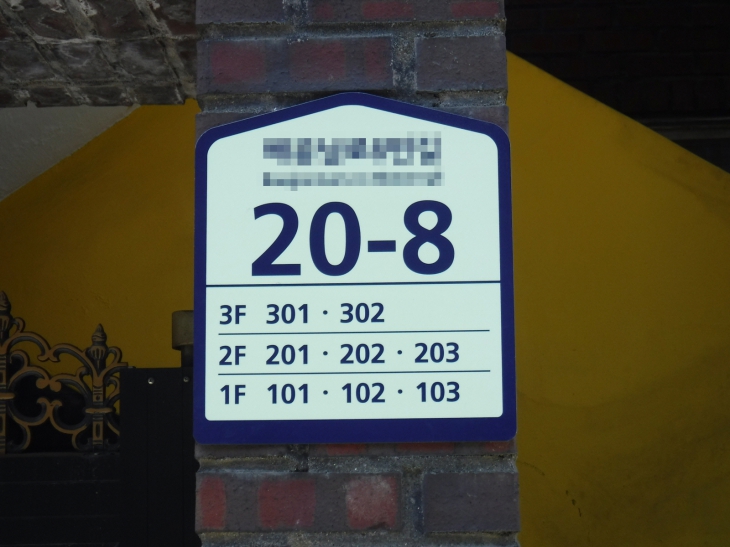 20-8
3F 301 · 302
2F 201 · 202 · 203
1F 101 · 102 · 103